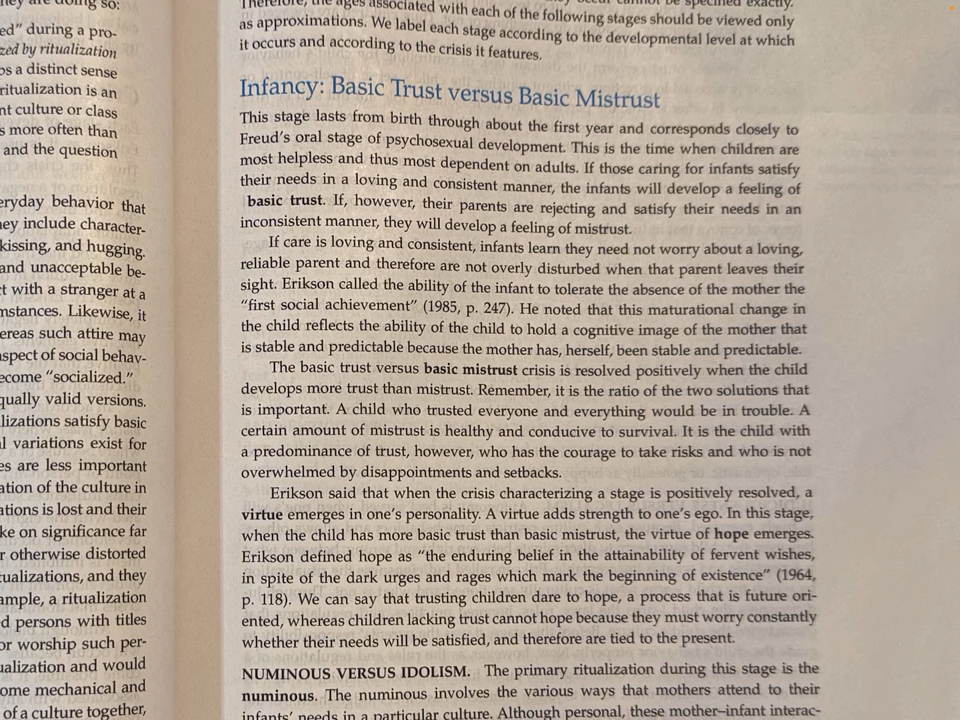 they are doing so:
ed" during a pro-
zed by ritualization
ps a distinct sense
ritualization is an
nt culture or class
s more often than
and the question
eryday behavior that
ey include character-
kissing, and hugging.
and unacceptable be-
t with a stranger at a
nstances. Likewise, it
ereas such attire may
spect of social behav-
ecome "socialized."
qually valid versions.
lizations satisfy basic
l variations exist for
es are less important
ation of the culture in
ations is lost and their
ke on significance far
r otherwise distorted
tualizations, and they
ample, a ritualization
d persons with titles
or worship such per-
ualization and would
ome mechanical and
of a culture together,
Therefore, the ages associated with each of the following stages should be viewed only
as approximations. We label each stage according to the developmental level at which
it occurs and according to the crisis it features.
Infancy: Basic Trust versus Basic Mistrust
This stage lasts from birth through about the first year and corresponds closely to
Freud's oral stage of psychosexual development. This is the time when children are
most helpless and thus most dependent on adults. If those caring for infants satisfy
their needs in a loving and consistent manner, the infants will develop a feeling of
basic trust. If, however, their parents are rejecting and satisfy their needs in an
inconsistent manner, they will develop a feeling of mistrust.
If care is loving and consistent, infants learn they need not worry about a loving,
reliable parent and therefore are not overly disturbed when that parent leaves their
sight. Erikson called the ability of the infant to tolerate the absence of the mother the
"first social achievement" (1985, p. 247). He noted that this maturational change in
the child reflects the ability of the child to hold a cognitive image of the mother that
is stable and predictable because the mother has, herself, been stable and predictable.
The basic trust versus basic mistrust crisis is resolved positively when the child
develops more trust than mistrust. Remember, it is the ratio of the two solutions that
is important. A child who trusted everyone and everything would be in trouble. A
certain amount of mistrust is healthy and conducive to survival. It is the child with
a predominance of trust, however, who has the courage to take risks and who is not
overwhelmed by disappointments and setbacks.
Erikson said that when the crisis characterizing a stage is positively resolved, a
virtue emerges in one's personality. A virtue adds strength to one's ego. In this stage,
when the child has more basic trust than basic mistrust, the virtue of hope emerges.
Erikson defined hope as "the enduring belief in the attainability of fervent wishes,
in spite of the dark urges and rages which mark the beginning of existence" (1964,
p. 118). We can say that trusting children dare to hope, a process that is future ori-
ented, whereas children lacking trust cannot hope because they must worry constantly
whether their needs will be satisfied, and therefore are tied to the present.
NUMINOUS VERSUS IDOLISM. The primary ritualization during this stage is the
numinous. The numinous involves the various ways that mothers attend to their
infants' needs in a particular culture. Although personal, these mother–infant interac-